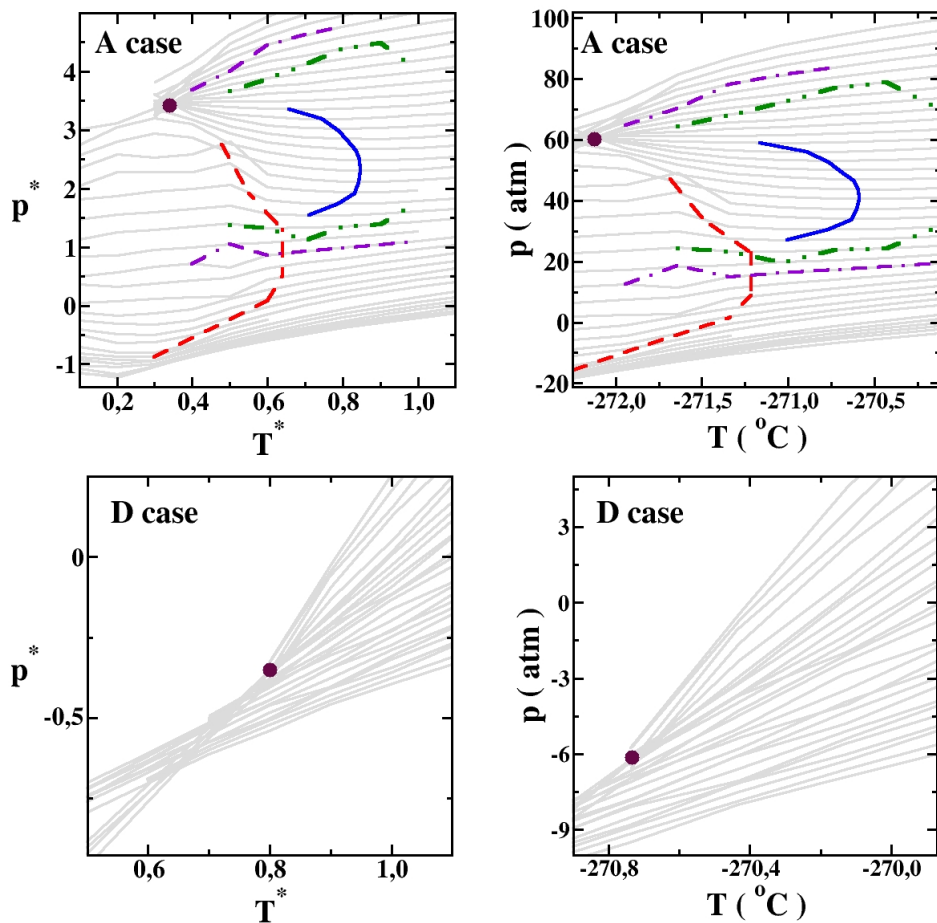 A case
4
3
2
1
0
-1
p*
0,2
0,4
0,6
0,8
1,0
T*
A case
100
80
60
40
20
0
-20
p ( atm )
-272,0
-271,5
-271,0
-270,5
T ( °C )
D case
0
-0,5
p*
0,6
0,8
1,0
T*
D case
3
0
-3
-6
-9
p ( atm )
-270,8
-270,4
-270,0
T ( °C )